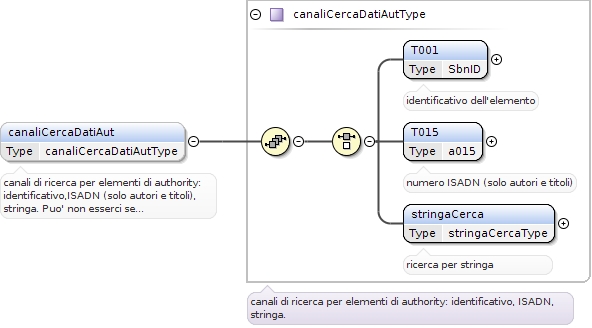 canaliCercaDatiAutType
T001
Type SbnID
identificativo dell'elemento
canaliCercaDatiAut
Type canaliCercaDatiAutType
canali di ricerca per elementi di authority:
identificativo,ISADN (solo autori e titoli),
stringa. Puo' non esserci se...
T015
Type a015
numero ISADN (solo autori e titoli)
stringaCerca
Type stringaCercaType
ricerca per stringa
canali di ricerca per elementi di authority: identificativo, ISADN,
stringa.